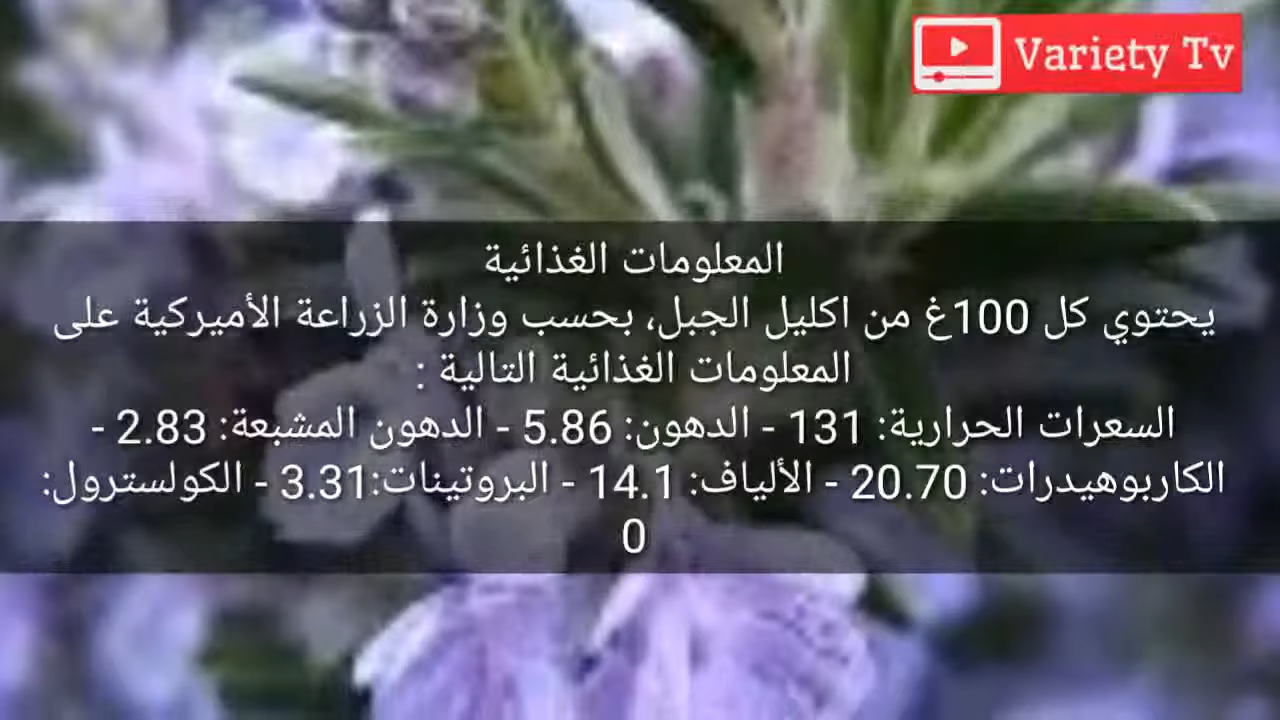 Variety Tv
المعلومات الغذائية
يحتوي كل 100غ من اكليل الجبل، بحسب وزارة الزراعة الأميركية على
المعلومات الغذائية التالية :
السعرات الحرارية: 131 - الدهون: 5.86 - الدهون المشبعة: 2.83 -
الكاربوهيدرات: 20.70 - الألياف: 14.1 - البروتينات:3.31 - الكولسترول:
0